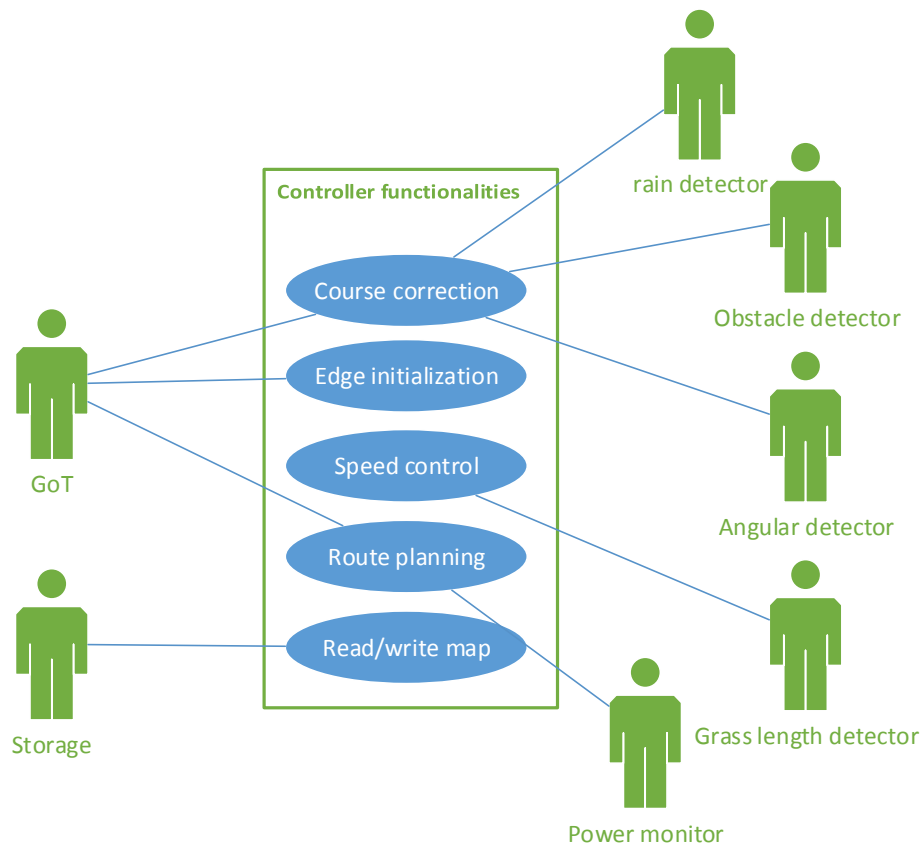 rain detector
Controller functionalities
Course correction
Obstacle detector
Edge initialization
Speed control
GoT
Angular detector
Route planning
Read/write map
Storage
Grass length detector
Power monitor